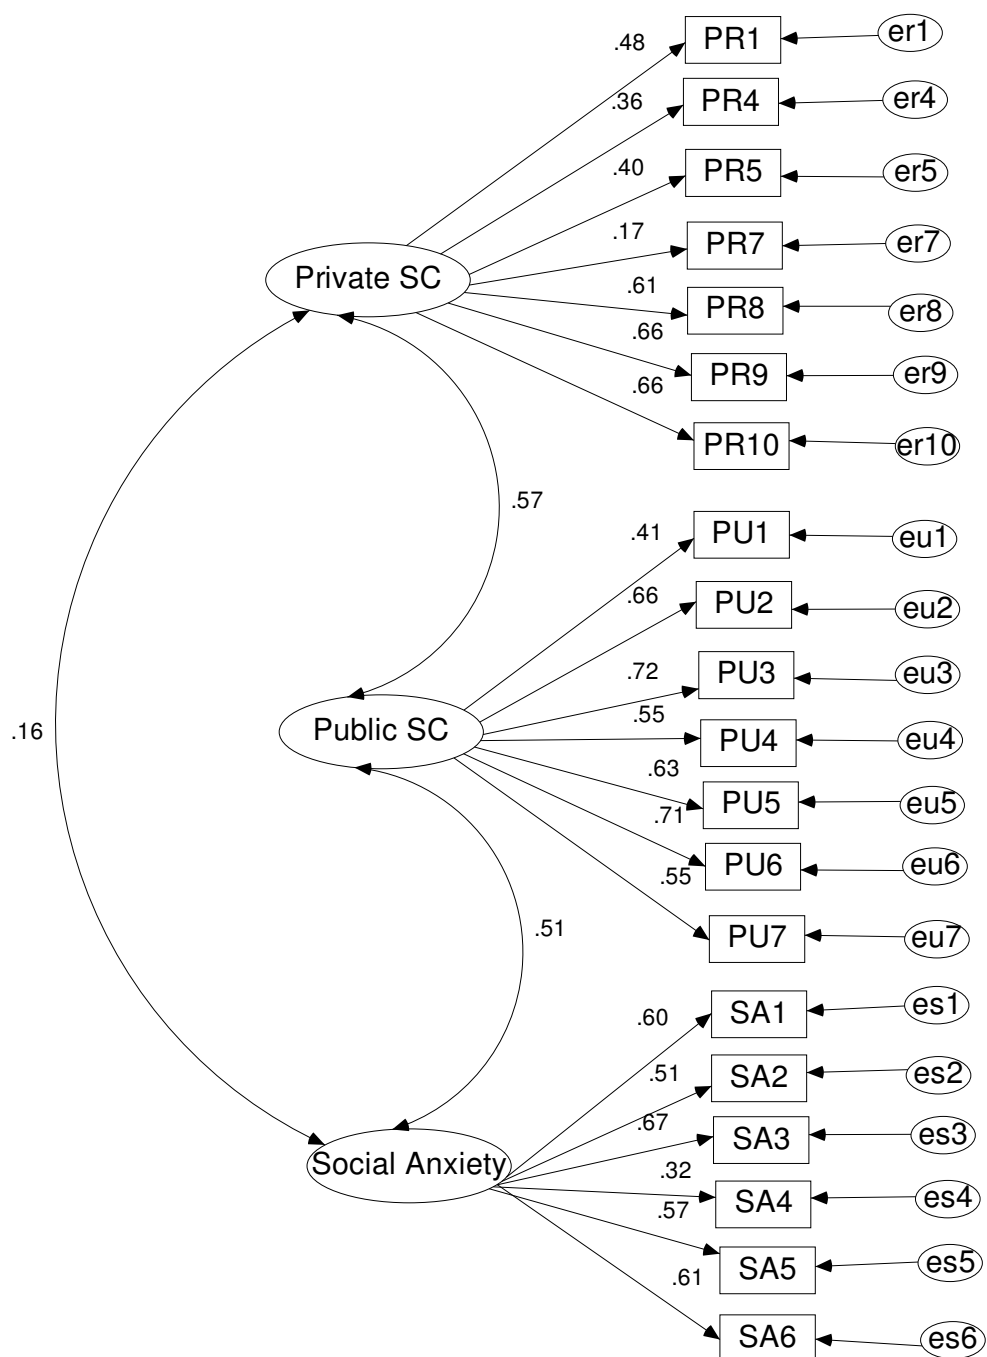 .48
PR1
er1
.36
PR4
er4
.40
PR5
er5
.17
PR7
er7
Private SC
.61
PR8
er8
.66
PR9
er9
.66
PR10
er10
.57
.41
PU1
eu1
.66
PU2
eu2
.72
PU3
eu3
.16
Public SC
.55
PU4
eu4
.63
PU5
eu5
.71
PU6
eu6
.55
PU7
eu7
.51
.60
SA1
es1
.51
SA2
es2
.67
SA3
es3
Social Anxiety
.32
SA4
es4
.57
SA5
es5
.61
SA6
es6